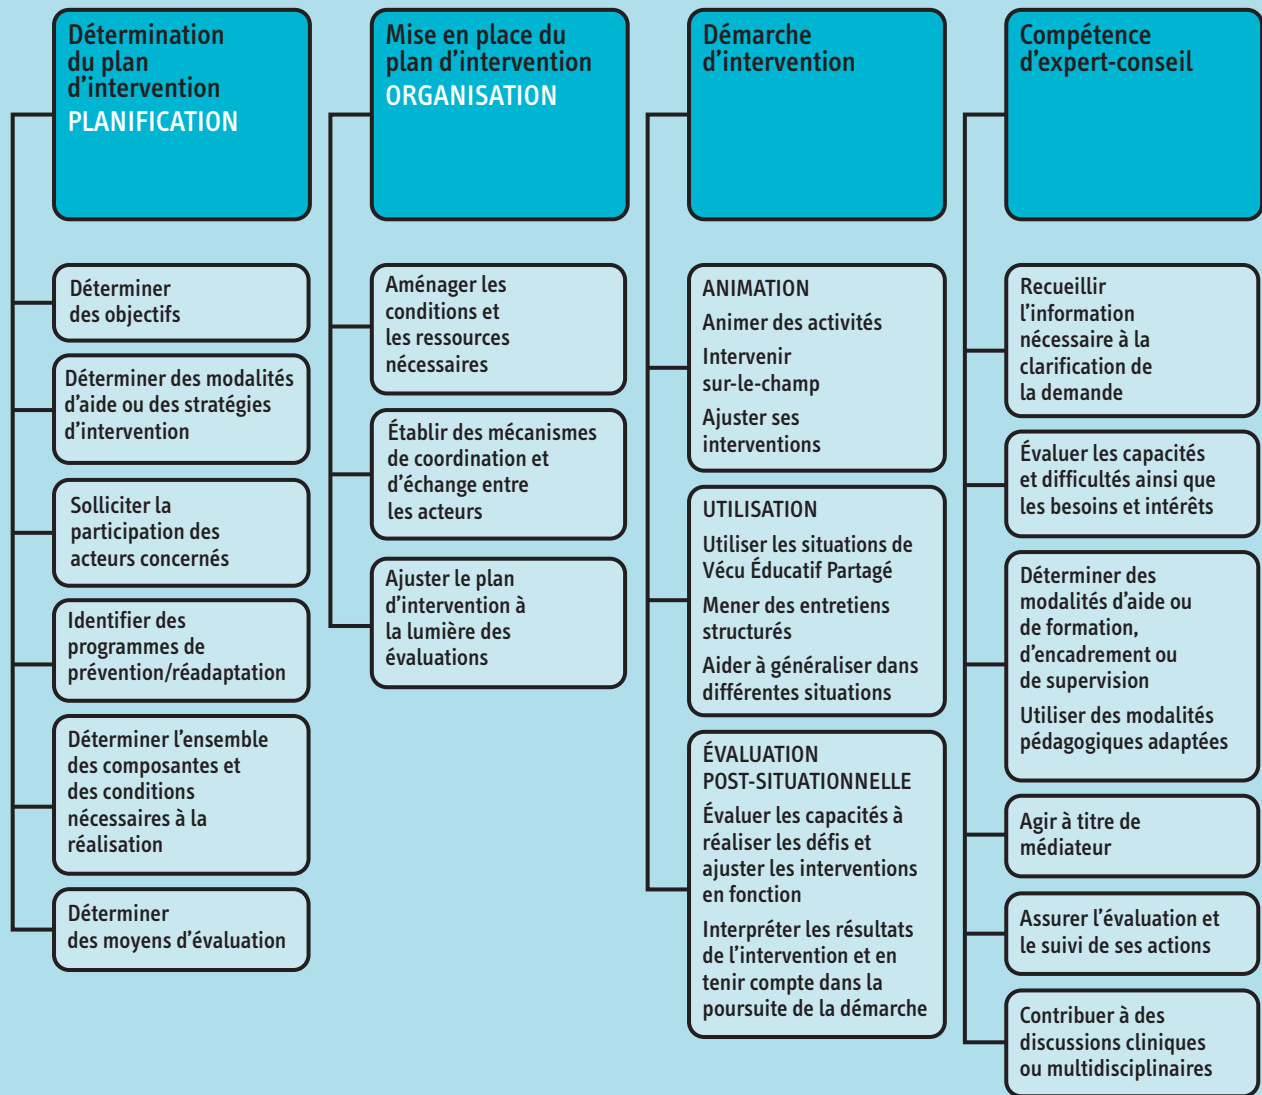 Détermination
du plan
d'intervention
PLANIFICATION
Déterminer
des objectifs
Déterminer des modalités
d'aide ou des stratégies
d'intervention
Solliciter la
participation des
acteurs concernés
Identifier des
programmes de
prévention/réadaptation
Déterminer l'ensemble
des composantes et
des conditions
nécessaires à la
réalisation
Déterminer
des moyens d'évaluation
Mise en place du
plan d'intervention
ORGANISATION
Aménager les
conditions et
les ressources
nécessaires
Établir des mécanismes
de coordination et
d'échange entre
les acteurs
Ajuster le plan
d'intervention à
la lumière des
évaluations
Démarche
d'intervention
ANIMATION
Animer des activités
Intervenir
sur-le-champ
Ajuster ses
interventions
UTILISATION
Utiliser les situations de
Vécu Éducatif Partagé
Mener des entretiens
structurés
Aider à généraliser dans
différentes situations
ÉVALUATION
POST-SITUATIONNELLE
Évaluer les capacités à
réaliser les défis et
ajuster les interventions
en fonction
Interpréter les résultats
de l'intervention et en
tenir compte dans la
poursuite de la démarche
Compétence
d'expert-conseil
Recueillir
l'information
nécessaire à la
clarification de
la demande
Évaluer les capacités
et difficultés ainsi que
les besoins et intérêts
Déterminer des
modalités d'aide ou
de formation,
d'encadrement ou
de supervision
Utiliser des modalités
pédagogiques adaptées
Agir à titre de
médiateur
Assurer l'évaluation et
le suivi de ses actions
Contribuer à des
discussions cliniques
ou multidisciplinaires